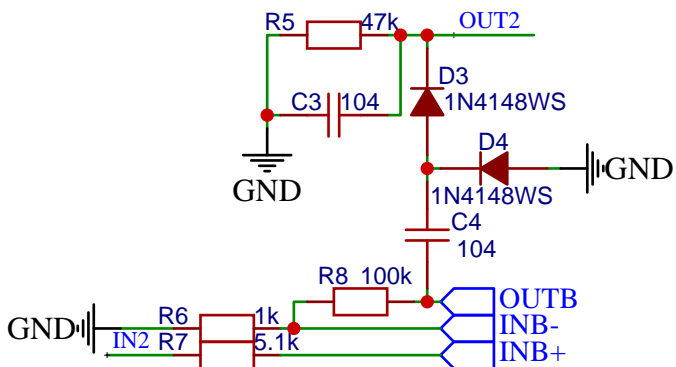 R5 47k OUT2
D3
C3 104 1N4148WS
D4
GND GND
1N4148WS
C4
104
R8 100k
OUTB
R6 1k INB-
GND
IN2 R7 5.1k INB+